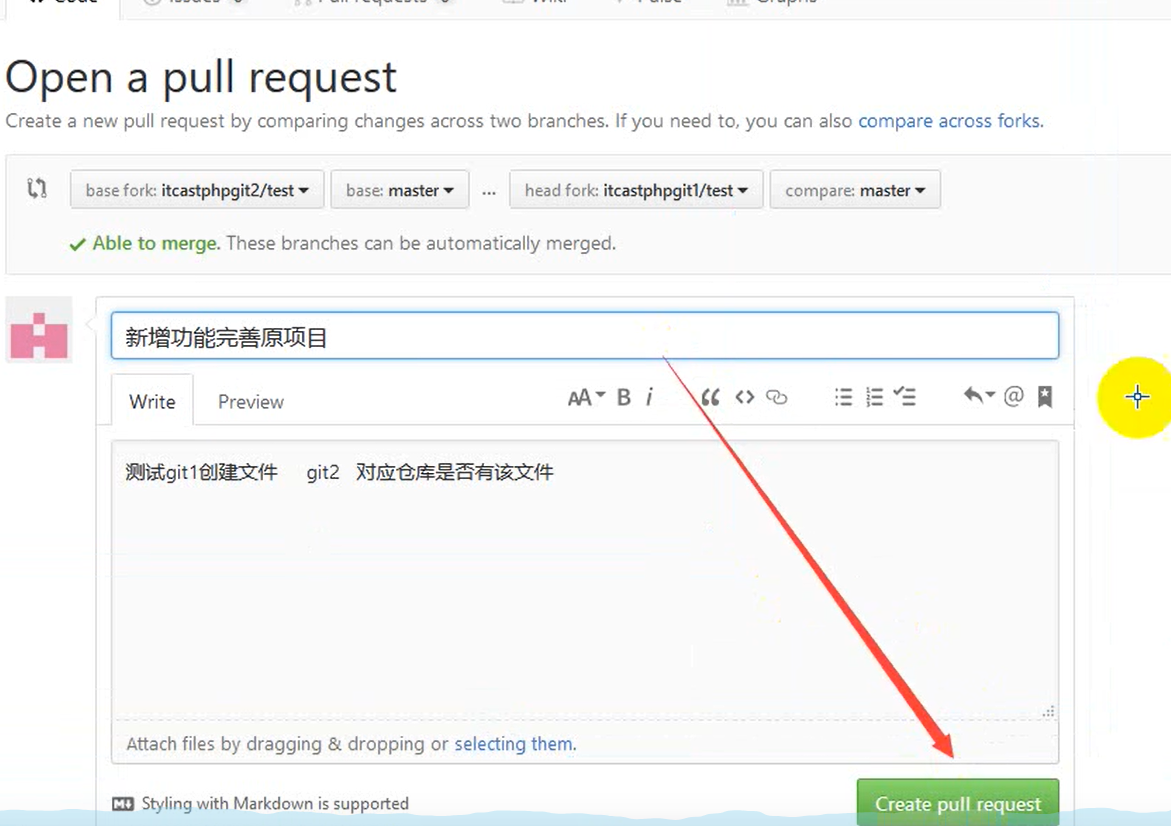 Code Issues 0 Pull requests 0 Wiki Pulse Graphs
Open a pull request
Create a new pull request by comparing changes across two branches. If you need to, you can also compare across forks.
base fork: itcastphpgit2/test base: master ... head fork: itcastphpgit1/test compare: master
Able to merge. These branches can be automatically merged.
新增功能完善原项目
Write Preview AA B i “ <> @
测试git1创建文件 git2 对应仓库是否有该文件
Attach files by dragging & dropping or selecting them.
Styling with Markdown is supported
Create pull request